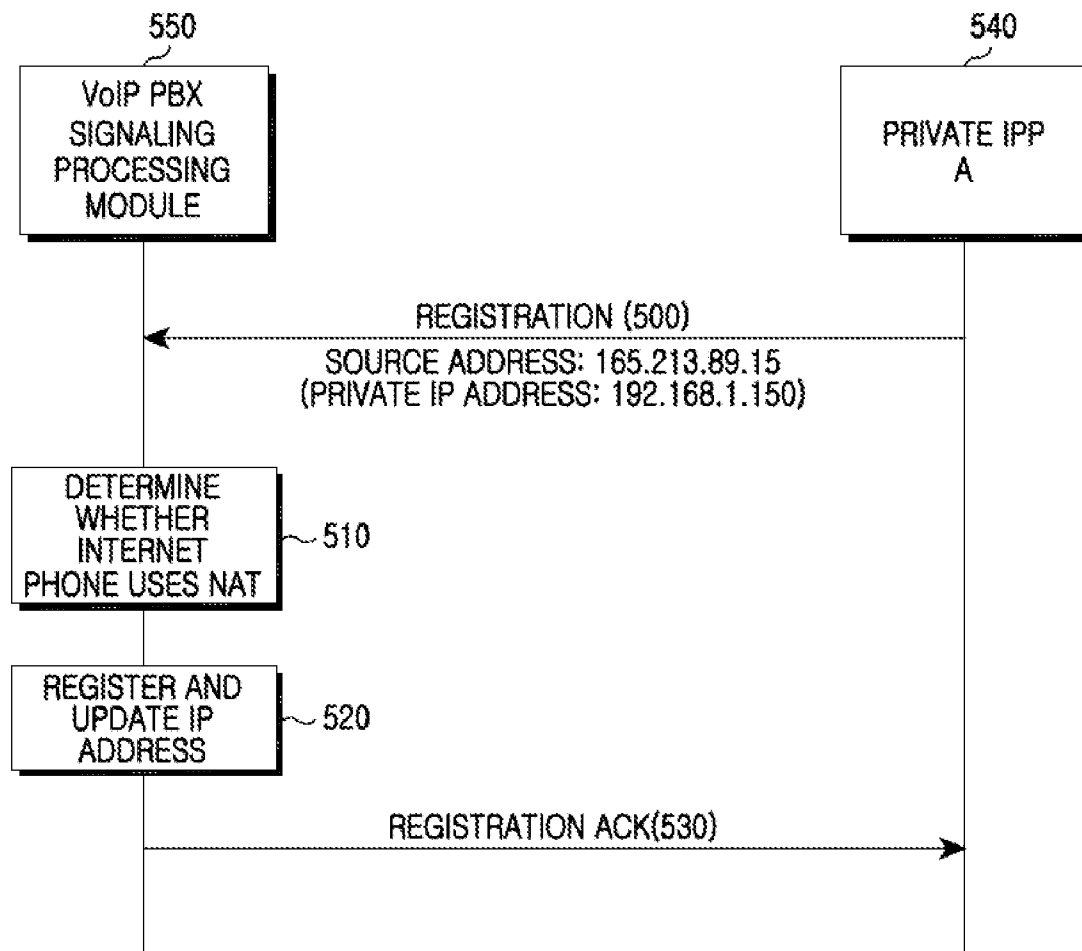 550
540
VoIP PBX
SIGNALING
PROCESSING
MODULE
PRIVATE IPP
A
REGISTRATION (500)
SOURCE ADDRESS: 165.213.89.15
(PRIVATE IP ADDRESS: 192.168.1.150)
DETERMINE
WHETHER
INTERNET
PHONE USES NAT
510
REGISTER AND
UPDATE IP
ADDRESS
520
REGISTRATION ACK(530)